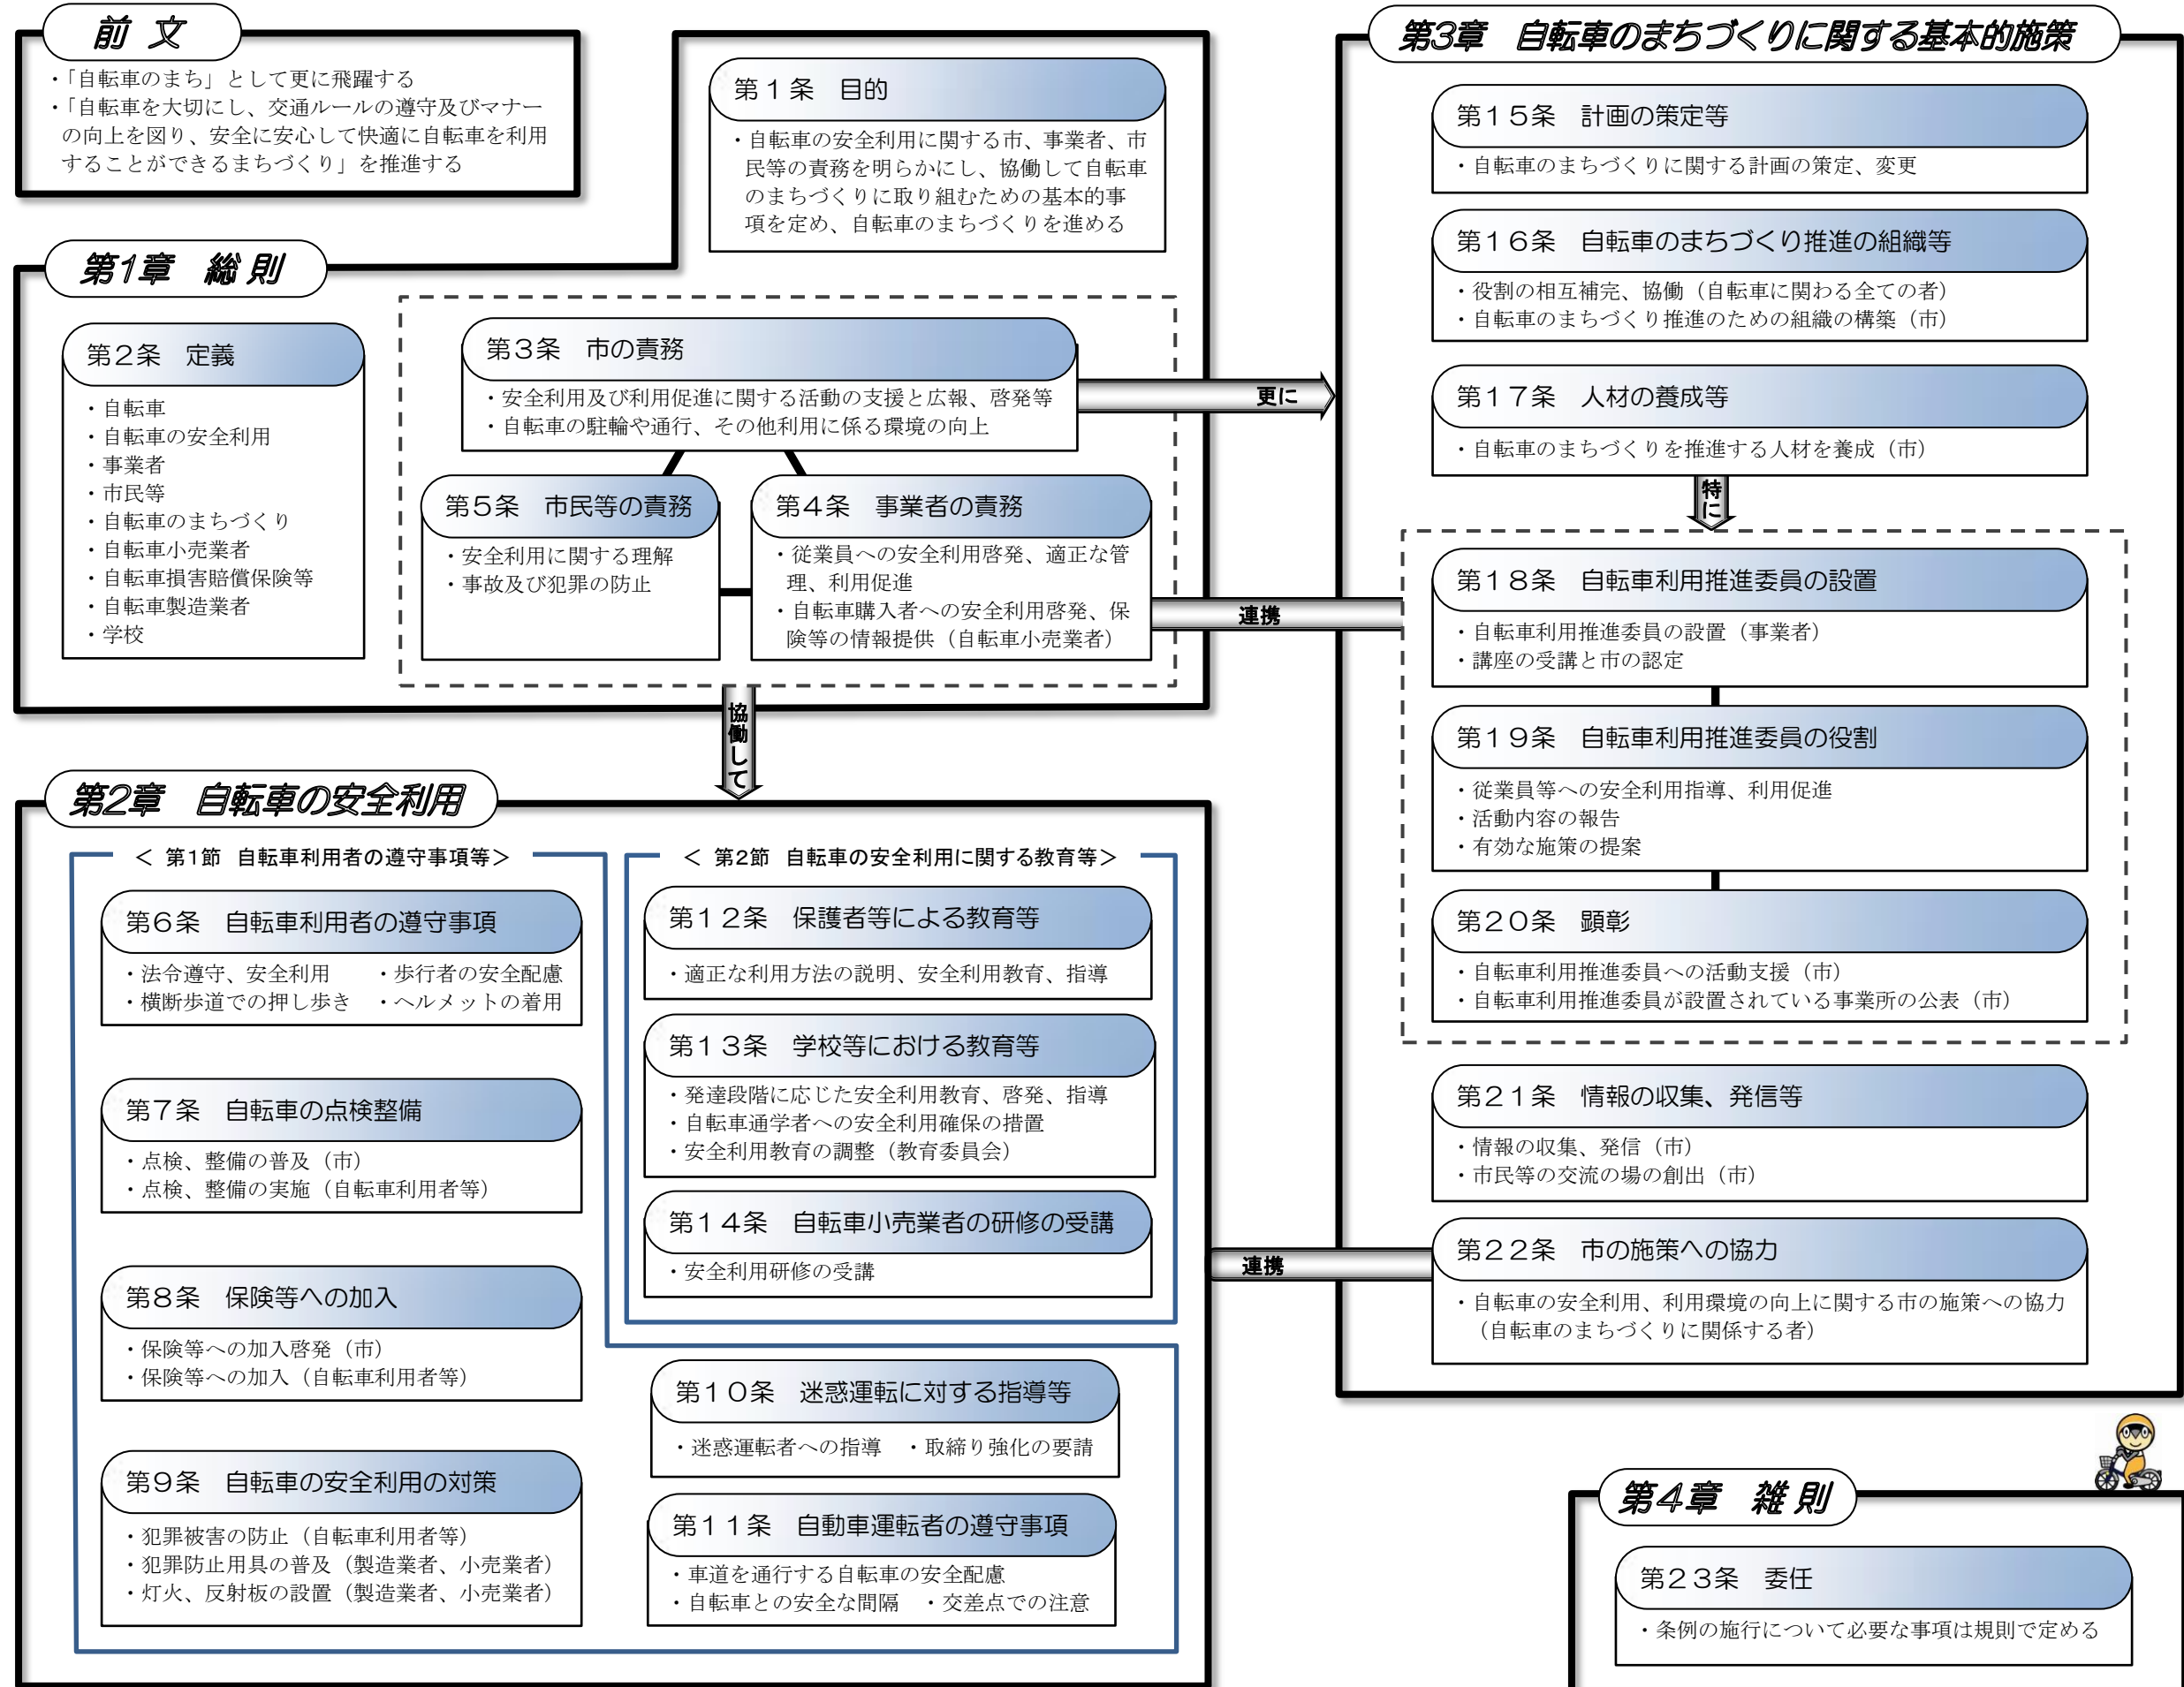 前 文
・「自転車のまち」として更に飛躍する
・「自転車を大切にし、交通ルールの遵守及びマナー
の向上を図り、安全に安心して快適に自転車を利用
することができるまちづくり」を推進する
第1章　総 則
第１条　目的
・自転車の安全利用に関する市、事業者、市
民等の責務を明らかにし、協働して自転車
のまちづくりに取り組むための基本的事
項を定め、自転車のまちづくりを進める
第２条　定義
・自転車
・自転車の安全利用
・事業者
・市民等
・自転車のまちづくり
・自転車小売業者
・自転車損害賠償保険等
・自転車製造業者
・学校
第３条　市の責務
・安全利用及び利用促進に関する活動の支援と広報、啓発等
・自転車の駐輪や通行、その他利用に係る環境の向上
第５条　市民等の責務
・安全利用に関する理解
・事故及び犯罪の防止
第４条　事業者の責務
・従業員への安全利用啓発、適正な管
理、利用促進
・自転車購入者への安全利用啓発、保
険等の情報提供（自転車小売業者）
更に
連携
協働して
第2章　自転車の安全利用
＜ 第1節 自転車利用者の遵守事項等＞
第６条　自転車利用者の遵守事項
・法令遵守、安全利用　　・歩行者の安全配慮
・横断歩道での押し歩き　・ヘルメットの着用
第７条　自転車の点検整備
・点検、整備の普及（市）
・点検、整備の実施（自転車利用者等）
第８条　保険等への加入
・保険等への加入啓発（市）
・保険等への加入（自転車利用者等）
第９条　自転車の安全利用の対策
・犯罪被害の防止（自転車利用者等）
・犯罪防止用具の普及（製造業者、小売業者）
・灯火、反射板の設置（製造業者、小売業者）
第１０条　迷惑運転に対する指導等
・迷惑運転者への指導　・取締り強化の要請
第１１条　自動車運転者の遵守事項
・車道を通行する自転車の安全配慮
・自転車との安全な間隔　・交差点での注意
＜ 第2節 自転車の安全利用に関する教育等＞
第１２条　保護者等による教育等
・適正な利用方法の説明、安全利用教育、指導
第１３条　学校等における教育等
・発達段階に応じた安全利用教育、啓発、指導
・自転車通学者への安全利用確保の措置
・安全利用教育の調整（教育委員会）
第１４条　自転車小売業者の研修の受講
・安全利用研修の受講
連携
第3章　自転車のまちづくりに関する基本的施策
第１５条　計画の策定等
・自転車のまちづくりに関する計画の策定、変更
第１６条　自転車のまちづくり推進の組織等
・役割の相互補完、協働（自転車に関わる全ての者）
・自転車のまちづくり推進のための組織の構築（市）
第１７条　人材の養成等
・自転車のまちづくりを推進する人材を養成（市）
特に
第１８条　自転車利用推進委員の設置
・自転車利用推進委員の設置（事業者）
・講座の受講と市の認定
第１９条　自転車利用推進委員の役割
・従業員等への安全利用指導、利用促進
・活動内容の報告
・有効な施策の提案
第２０条　顕彰
・自転車利用推進委員への活動支援（市）
・自転車利用推進委員が設置されている事業所の公表（市）
第２１条　情報の収集、発信等
・情報の収集、発信（市）
・市民等の交流の場の創出（市）
第２２条　市の施策への協力
・自転車の安全利用、利用環境の向上に関する市の施策への協力
（自転車のまちづくりに関係する者）
第4章　雑 則
第２３条　委任
・条例の施行について必要な事項は規則で定める